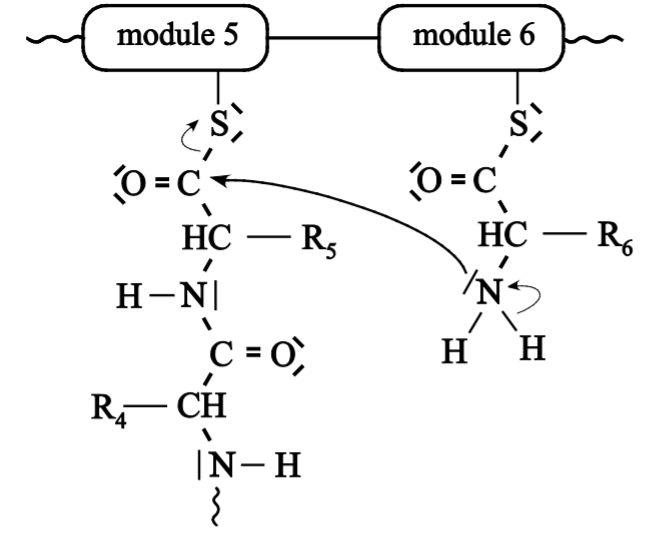 module 5 module 6
S S
O=C O=C
HC — R₅ HC — R₆
H—N N
C=O H H
R₄— CH
N—H